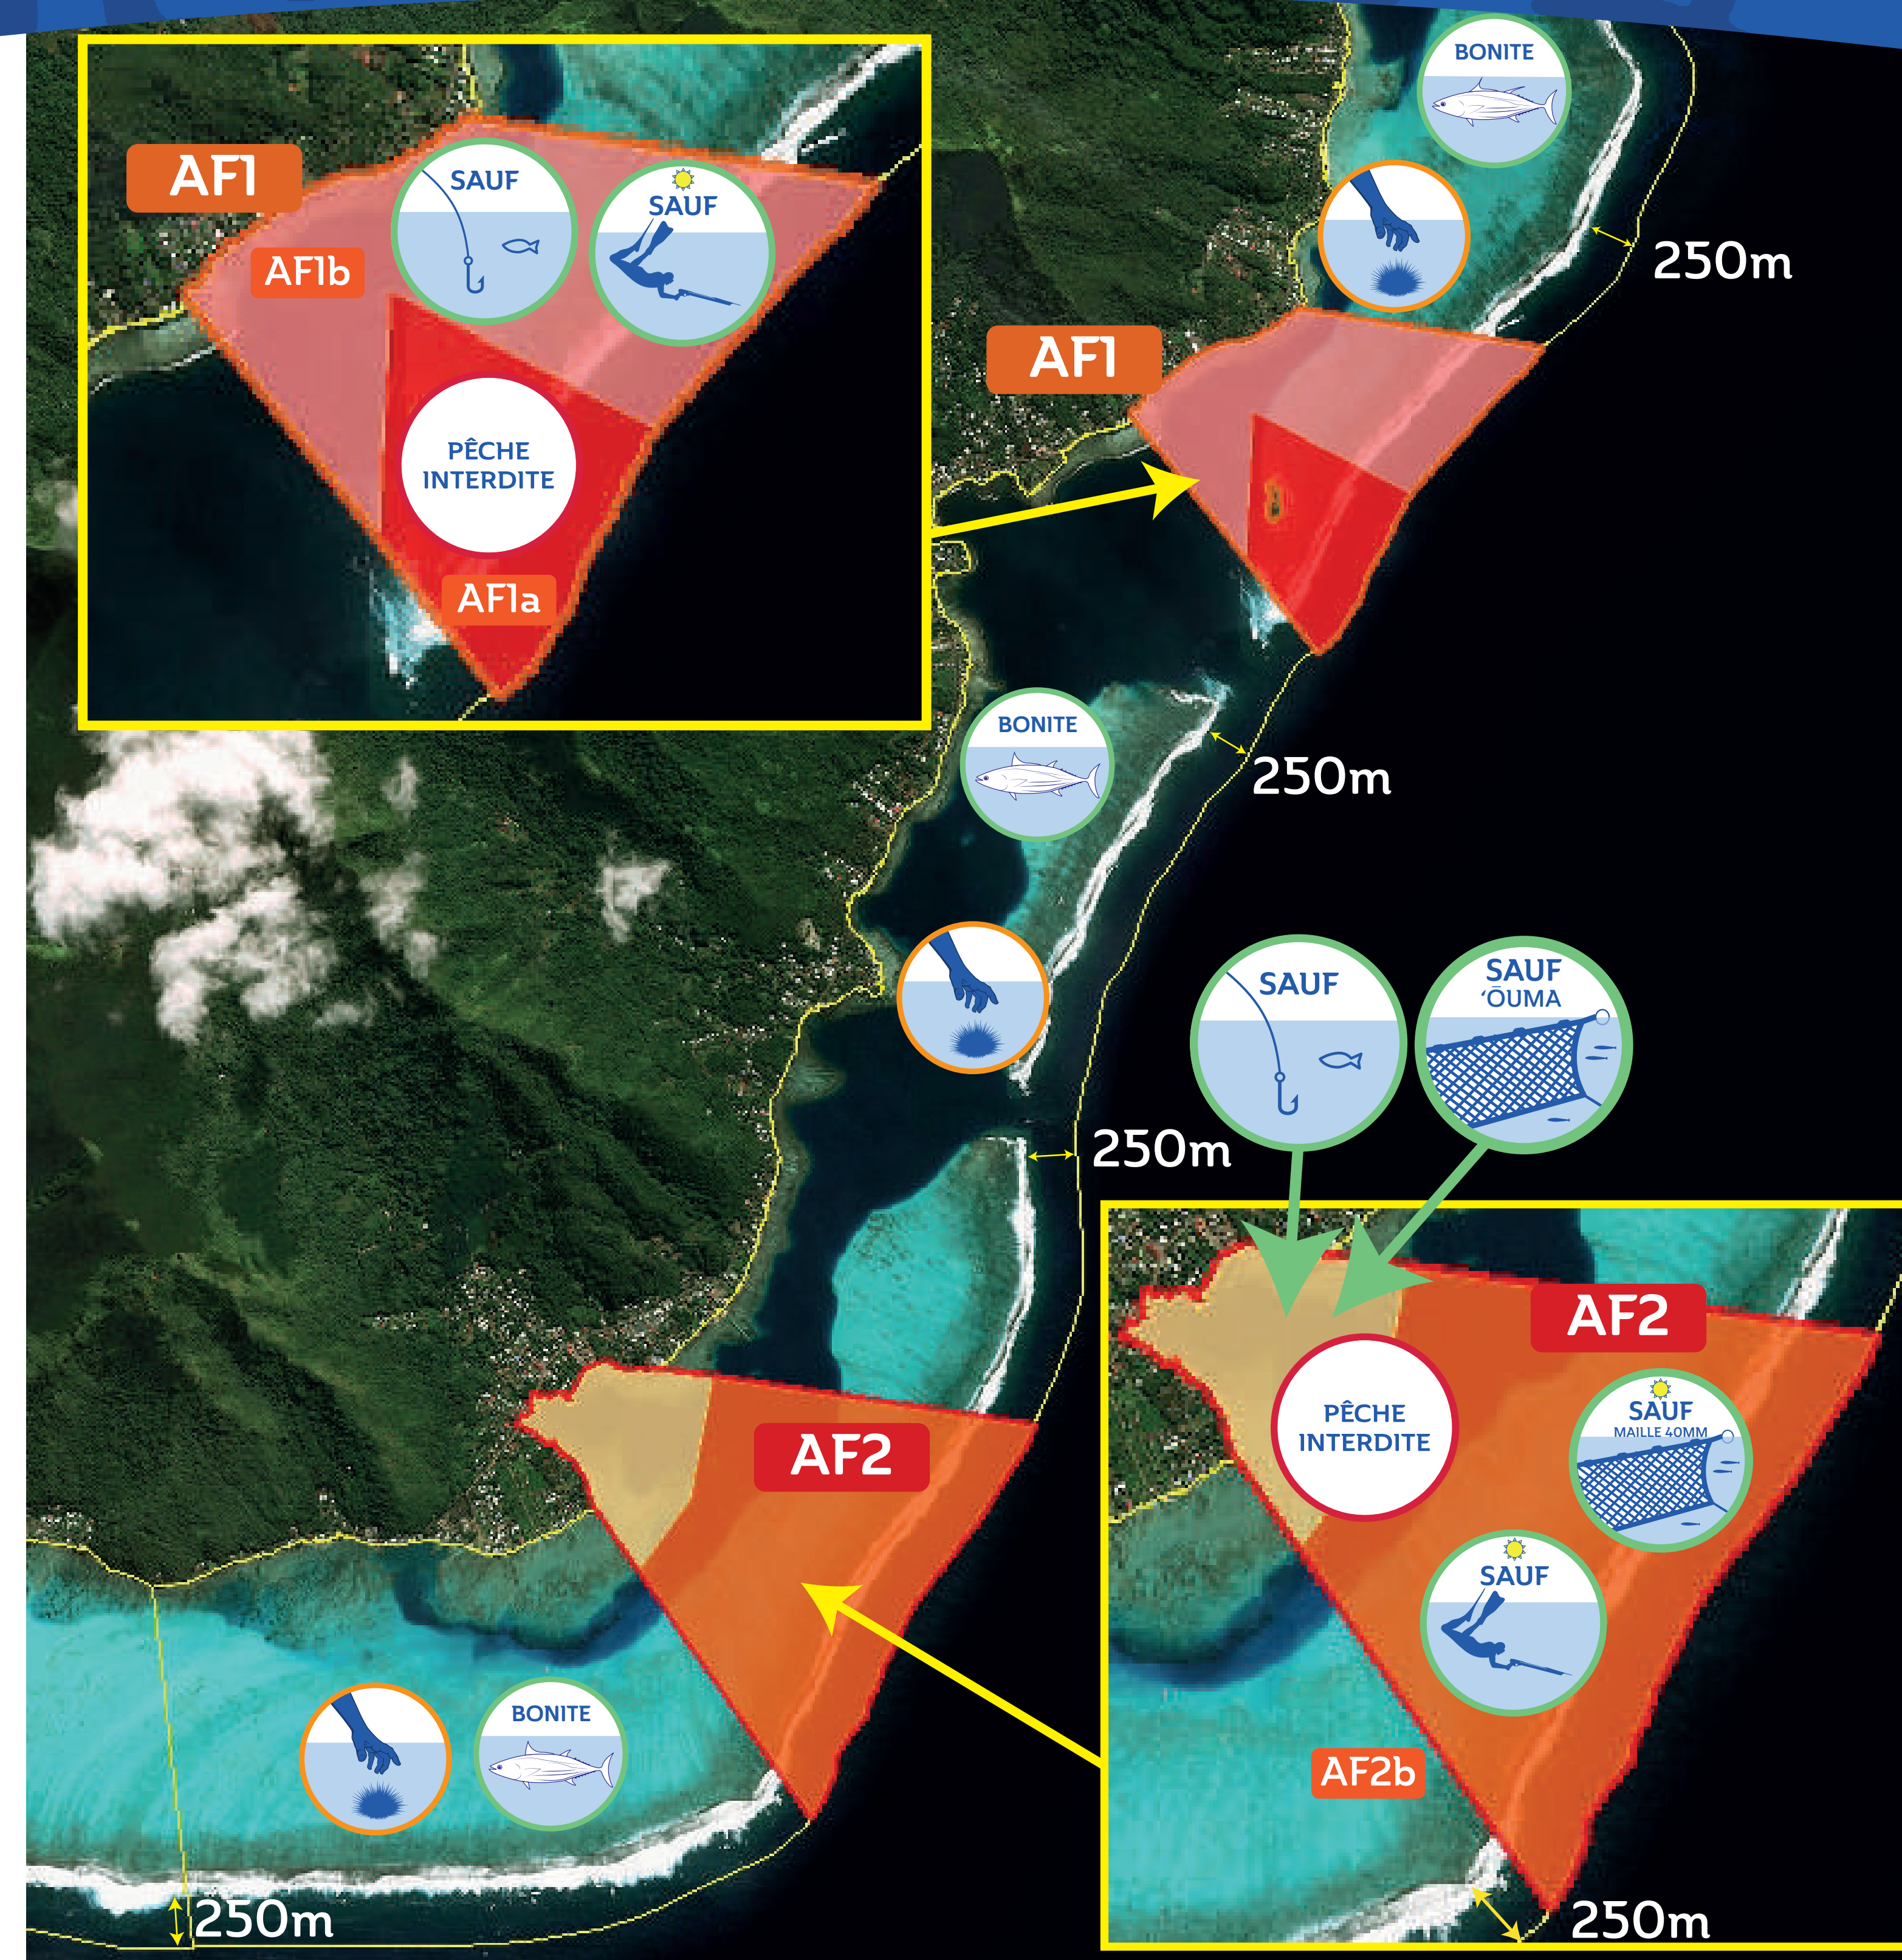 BONITE
250m
AF1
AF1b
SAUF
SAUF
PÊCHE
INTERDITE
AF1a
AF1
BONITE
250m
SAUF
SAUF
‘ŌUMA
250m
AF2
PÊCHE
INTERDITE
SAUF
MAILLE 40MM
SAUF
AF2b
250m
AF2
BONITE
250m